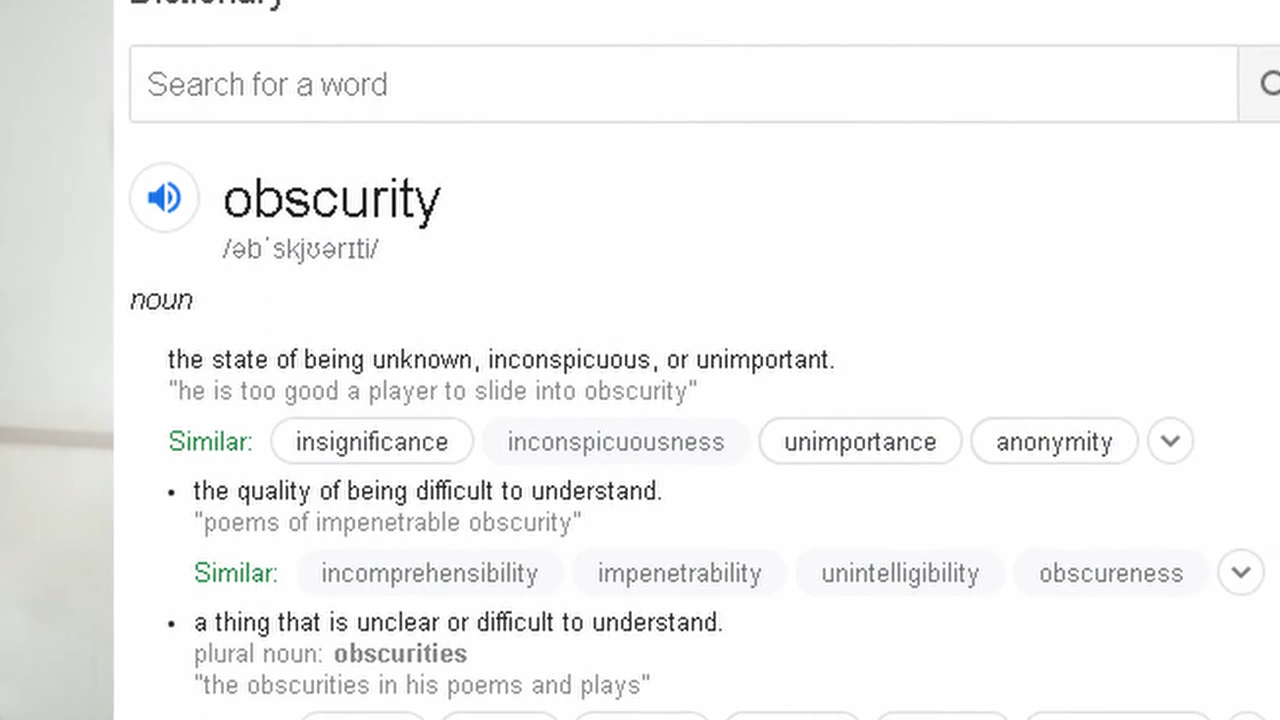 Dictionary
Search for a word
obscurity
/əbˈskjʊərɪti/
noun
the state of being unknown, inconspicuous, or unimportant.
"he is too good a player to slide into obscurity"
Similar: insignificance inconspicuousness unimportance anonymity
• the quality of being difficult to understand.
"poems of impenetrable obscurity"
Similar: incomprehensibility impenetrability unintelligibility obscureness
• a thing that is unclear or difficult to understand.
plural noun: obscurities
"the obscurities in his poems and plays"